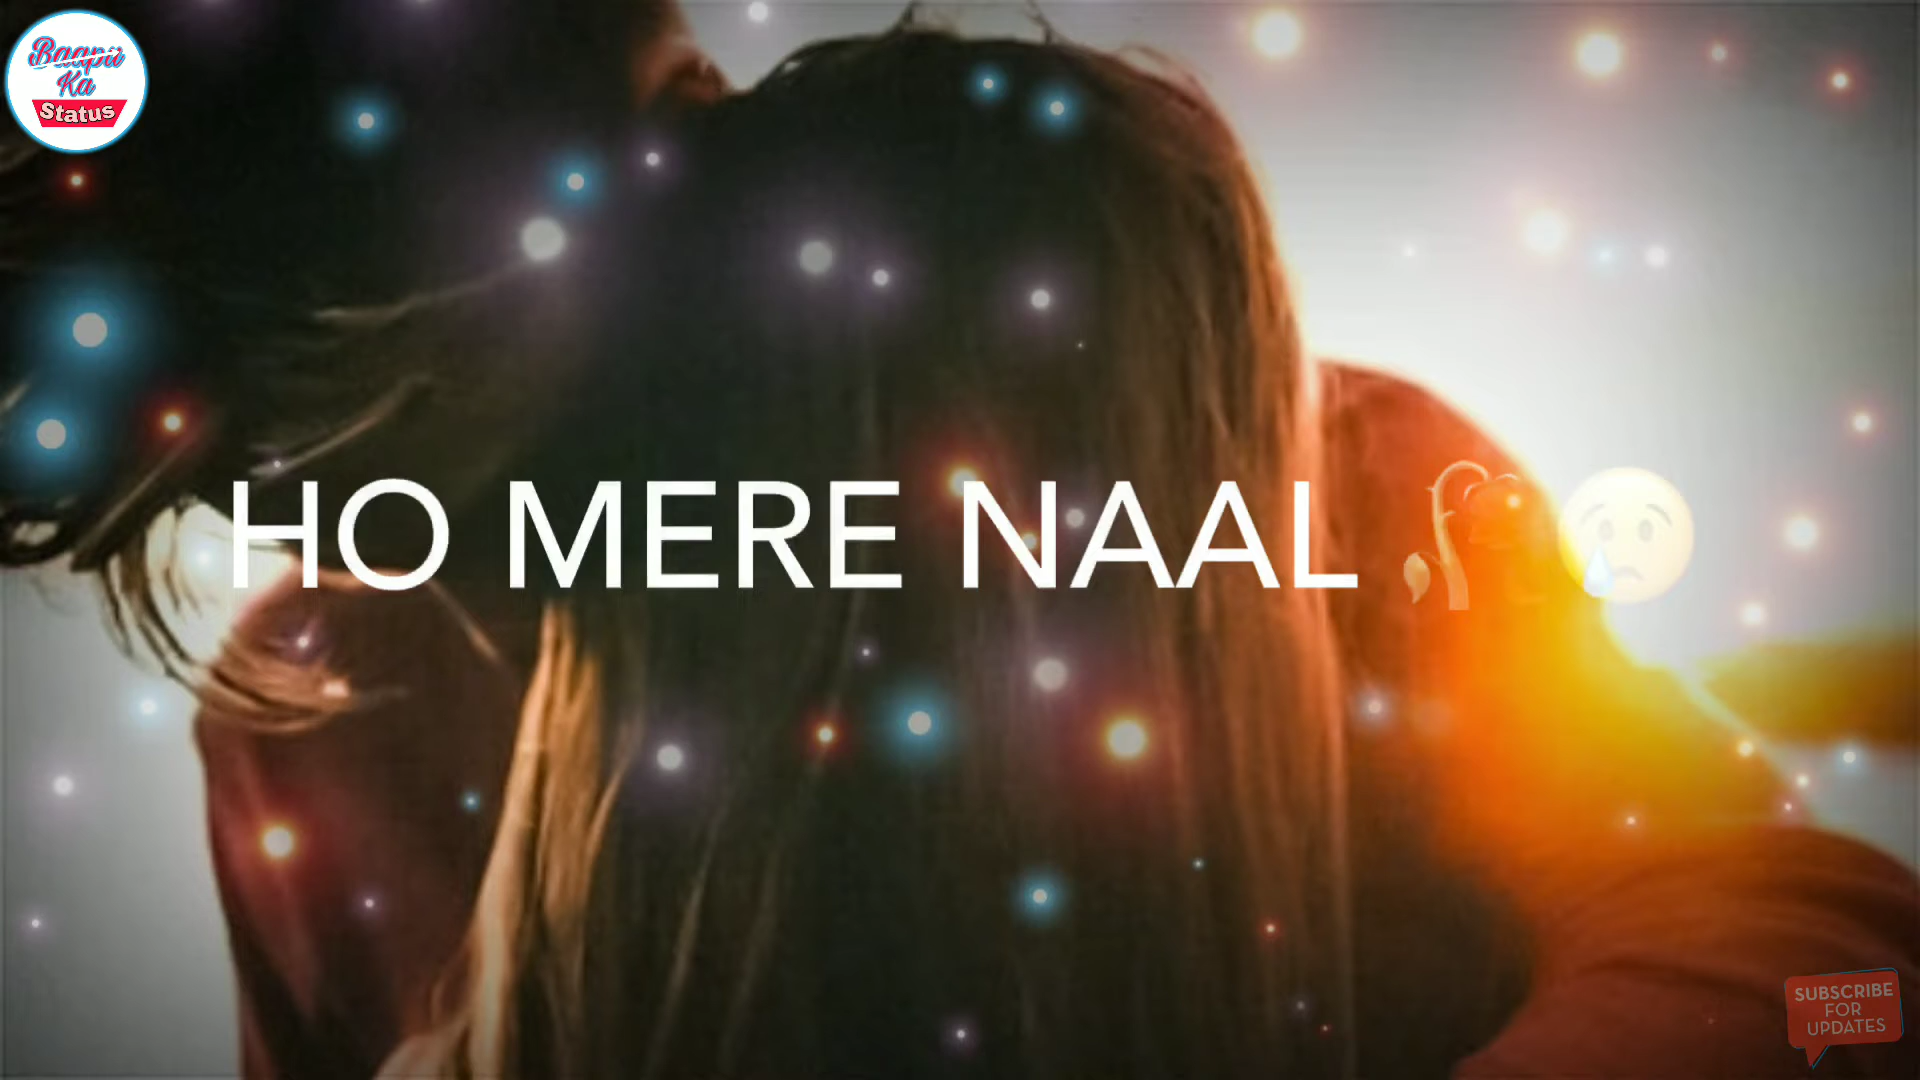 Baapu
Ka
Status
HO MERE NAAL 🥀😢
SUBSCRIBE
FOR
UPDATES